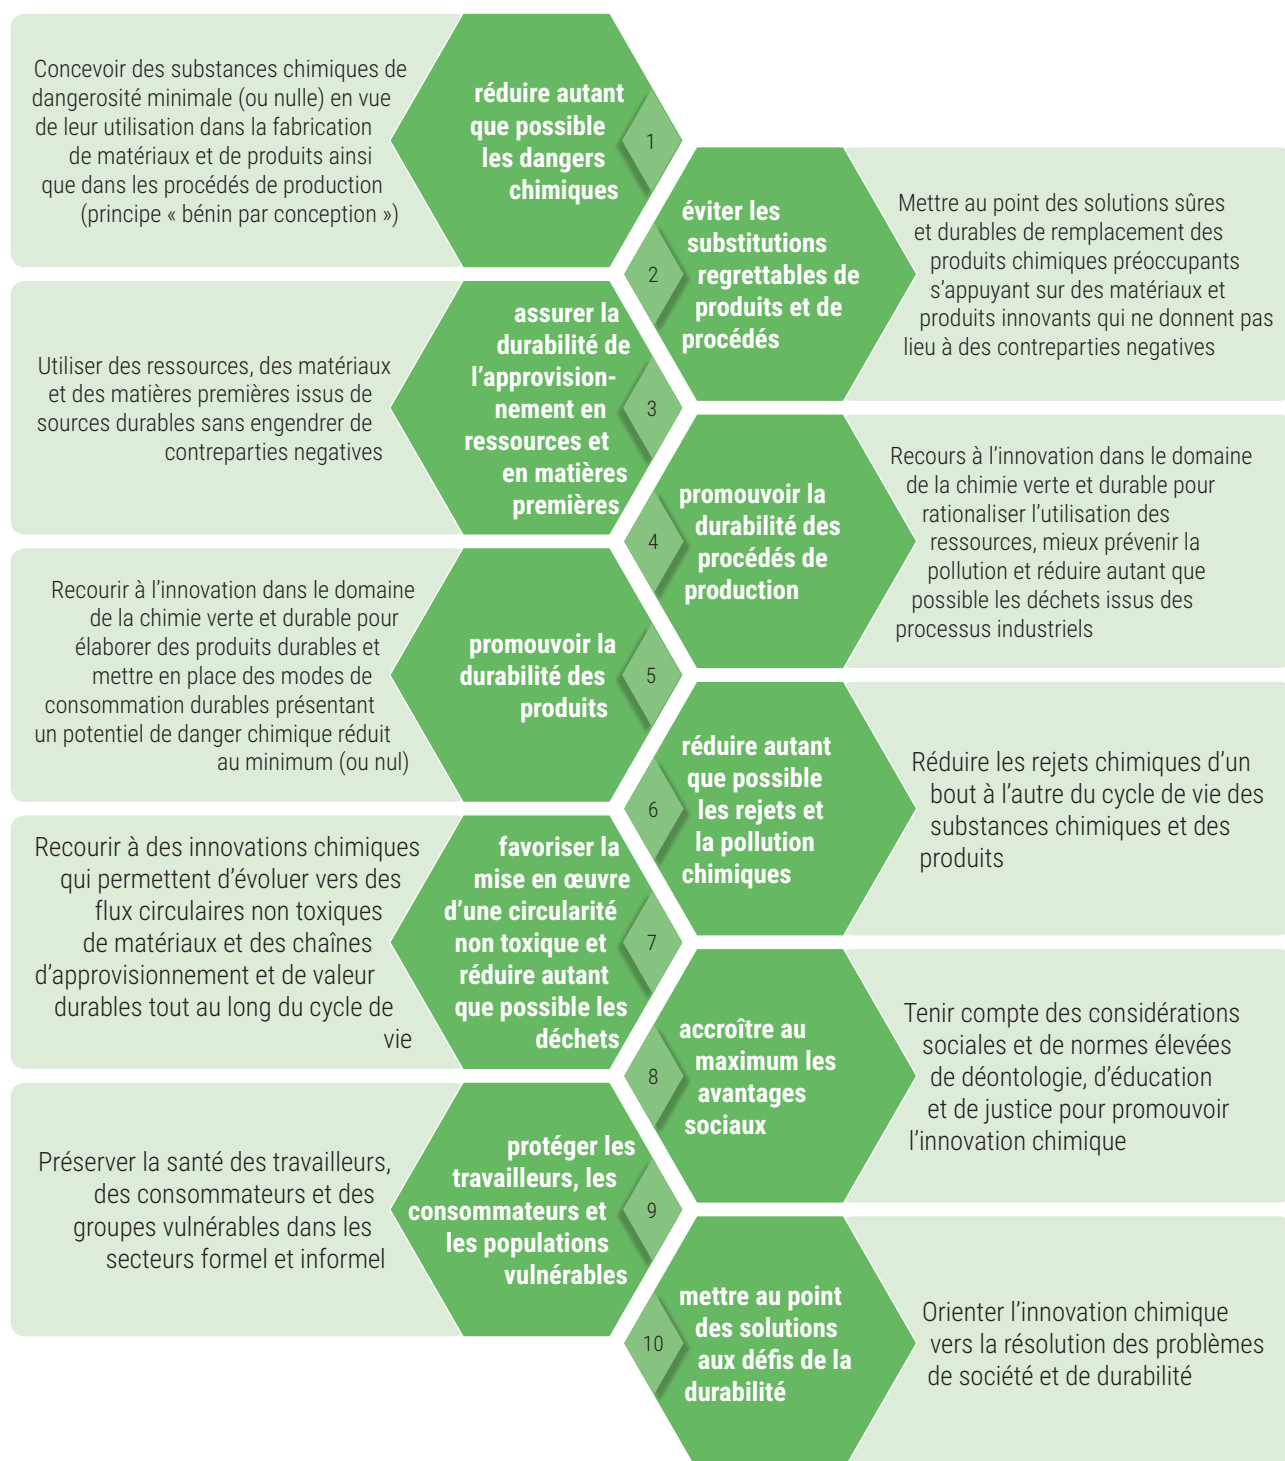 Concevoir des substances chimiques de
dangerosité minimale (ou nulle) en vue
de leur utilisation dans la fabrication
de matériaux et de produits ainsi
que dans les procédés de production
(principe « bénin par conception »)
réduire autant
que possible
les dangers
chimiques
1
éviter les
substitutions
regrettables de
produits et de
procédés
2
Mettre au point des solutions sûres
et durables de remplacement des
produits chimiques préoccupants
s’appuyant sur des matériaux et
produits innovants qui ne donnent pas
lieu à des contreparties negatives
Utiliser des ressources, des matériaux
et des matières premières issus de
sources durables sans engendrer de
contreparties negatives
assurer la
durabilité de
l’approvision-
nement en
ressources et
en matières
premières
3
promouvoir la
durabilité des
procédés de
production
4
Recours à l’innovation dans le domaine
de la chimie verte et durable pour
rationaliser l’utilisation des
ressources, mieux prévenir la
pollution et réduire autant que
possible les déchets issus des
processus industriels
Recourir à l’innovation dans le domaine
de la chimie verte et durable pour
élaborer des produits durables et
mettre en place des modes de
consommation durables présentant
un potentiel de danger chimique réduit
au minimum (ou nul)
promouvoir la
durabilité des
produits
5
réduire autant
que possible
les rejets et
la pollution
chimiques
6
Réduire les rejets chimiques d’un
bout à l’autre du cycle de vie des
substances chimiques et des
produits
Recourir à des innovations chimiques
qui permettent d’évoluer vers des
flux circulaires non toxiques
de matériaux et des chaînes
d’approvisionnement et de valeur
durables tout au long du cycle de
vie
favoriser la
mise en œuvre
d’une circularité
non toxique et
réduire autant
que possible les
déchets
7
accroître au
maximum les
avantages
sociaux
8
Tenir compte des considérations
sociales et de normes élevées
de déontologie, d’éducation
et de justice pour promouvoir
l’innovation chimique
Préserver la santé des travailleurs,
des consommateurs et des
groupes vulnérables dans les
secteurs formel et informel
protéger les
travailleurs, les
consommateurs et
les populations
vulnérables
9
mettre au point
des solutions
aux défis de la
durabilité
10
Orienter l’innovation chimique
vers la résolution des problèmes
de société et de durabilité